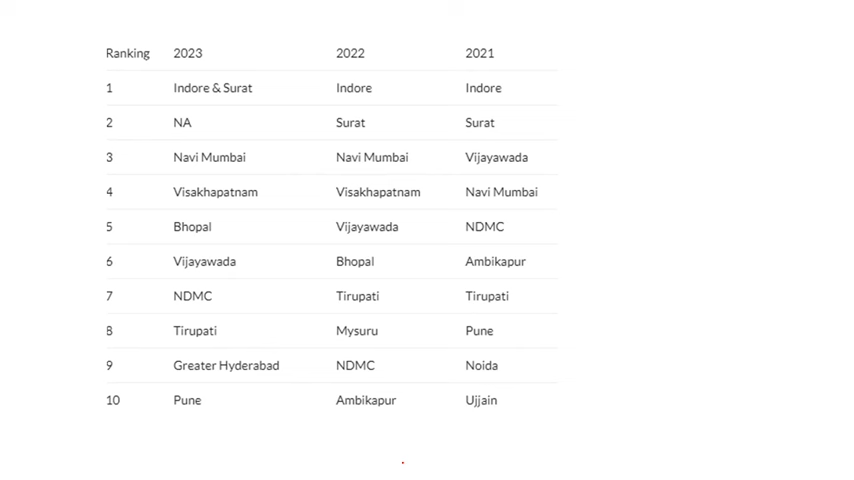 Ranking 2023 2022 2021
1 Indore & Surat Indore Indore
2 NA Surat Surat
3 Navi Mumbai Navi Mumbai Vijayawada
4 Visakhapatnam Visakhapatnam Navi Mumbai
5 Bhopal Vijayawada NDMC
6 Vijayawada Bhopal Ambikapur
7 NDMC Tirupati Tirupati
8 Tirupati Mysuru Pune
9 Greater Hyderabad NDMC Noida
10 Pune Ambikapur Ujjain